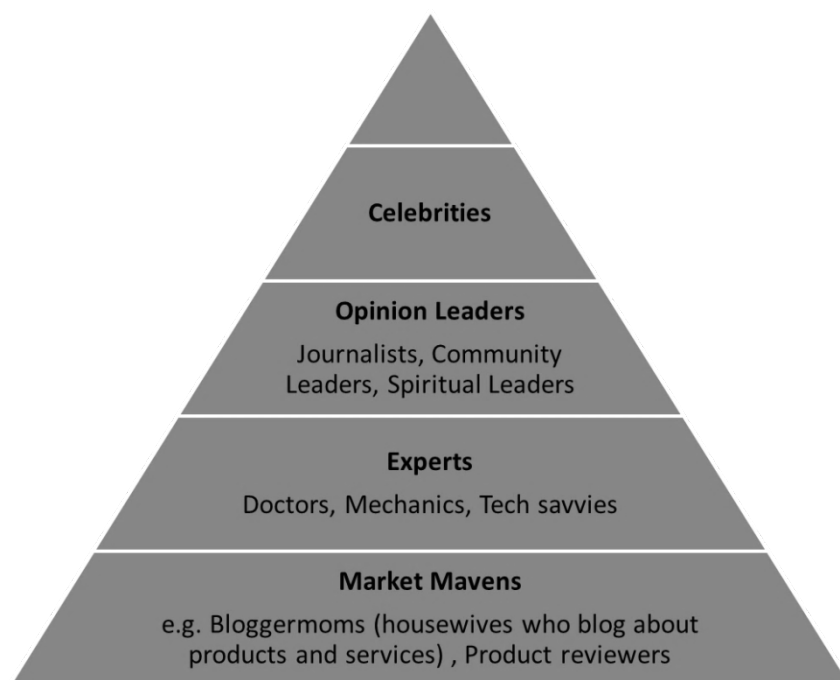 Celebrities
Opinion Leaders
Journalists, Community
Leaders, Spiritual Leaders
Experts
Doctors, Mechanics, Tech savvies
Market Mavens
e.g. Bloggermoms (housewives who blog about
products and services) , Product reviewers